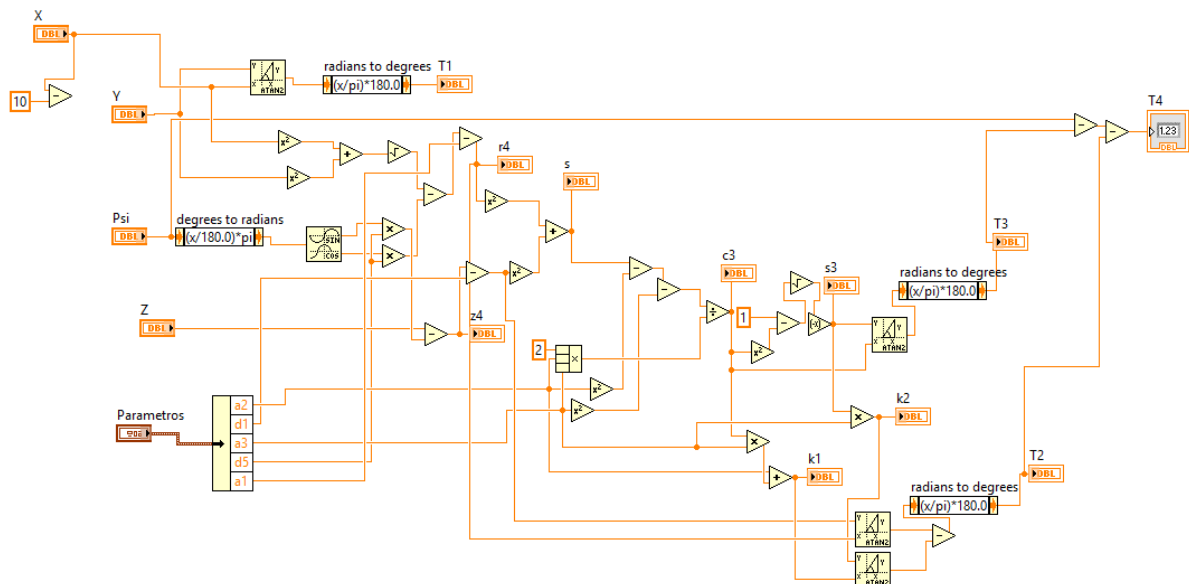 X
DBL
10
Y
DBL
Y
X
ATAN2
radians to degrees
(x/pi)*180.0
T1
DBL
x²
x²
+
√
-
-
r4
DBL
x²
s
DBL
+
Psi
DBL
degrees to radians
(x/180.0)*pi
SIN
COS
x
x
-
x²
Z
DBL
-
z4
DBL
-
-
÷
c3
DBL
1
-
√
s3
DBL
(-X)
x²
Y
X
ATAN2
radians to degrees
(x/pi)*180.0
T3
DBL
-
-
T4
1.23
DBL
2
x
x²
x²
Parametros
a2
d1
a3
d5
a1
x
k2
DBL
x
+
k1
DBL
Y
X
ATAN2
Y
X
ATAN2
-
radians to degrees
(x/pi)*180.0
T2
DBL